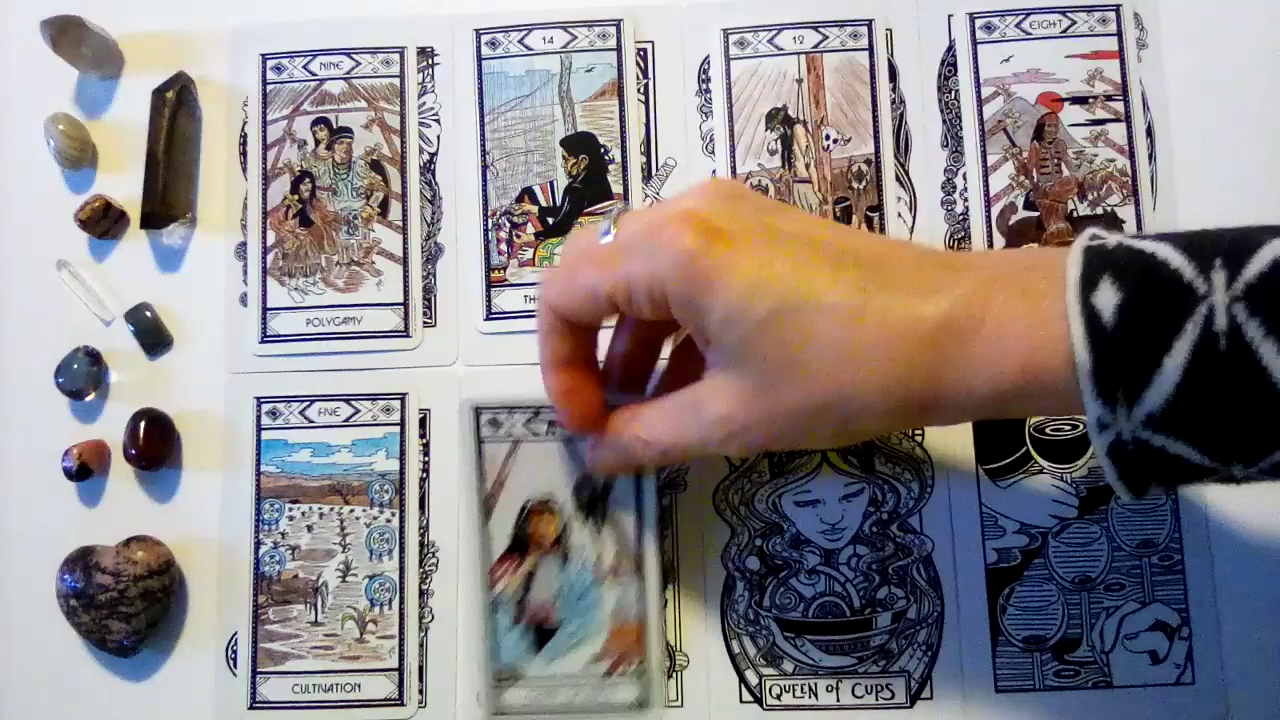 NINE
14
12
EIGHT
POLYGAMY
FIVE
CULTIVATION
QUEEN of CUPS